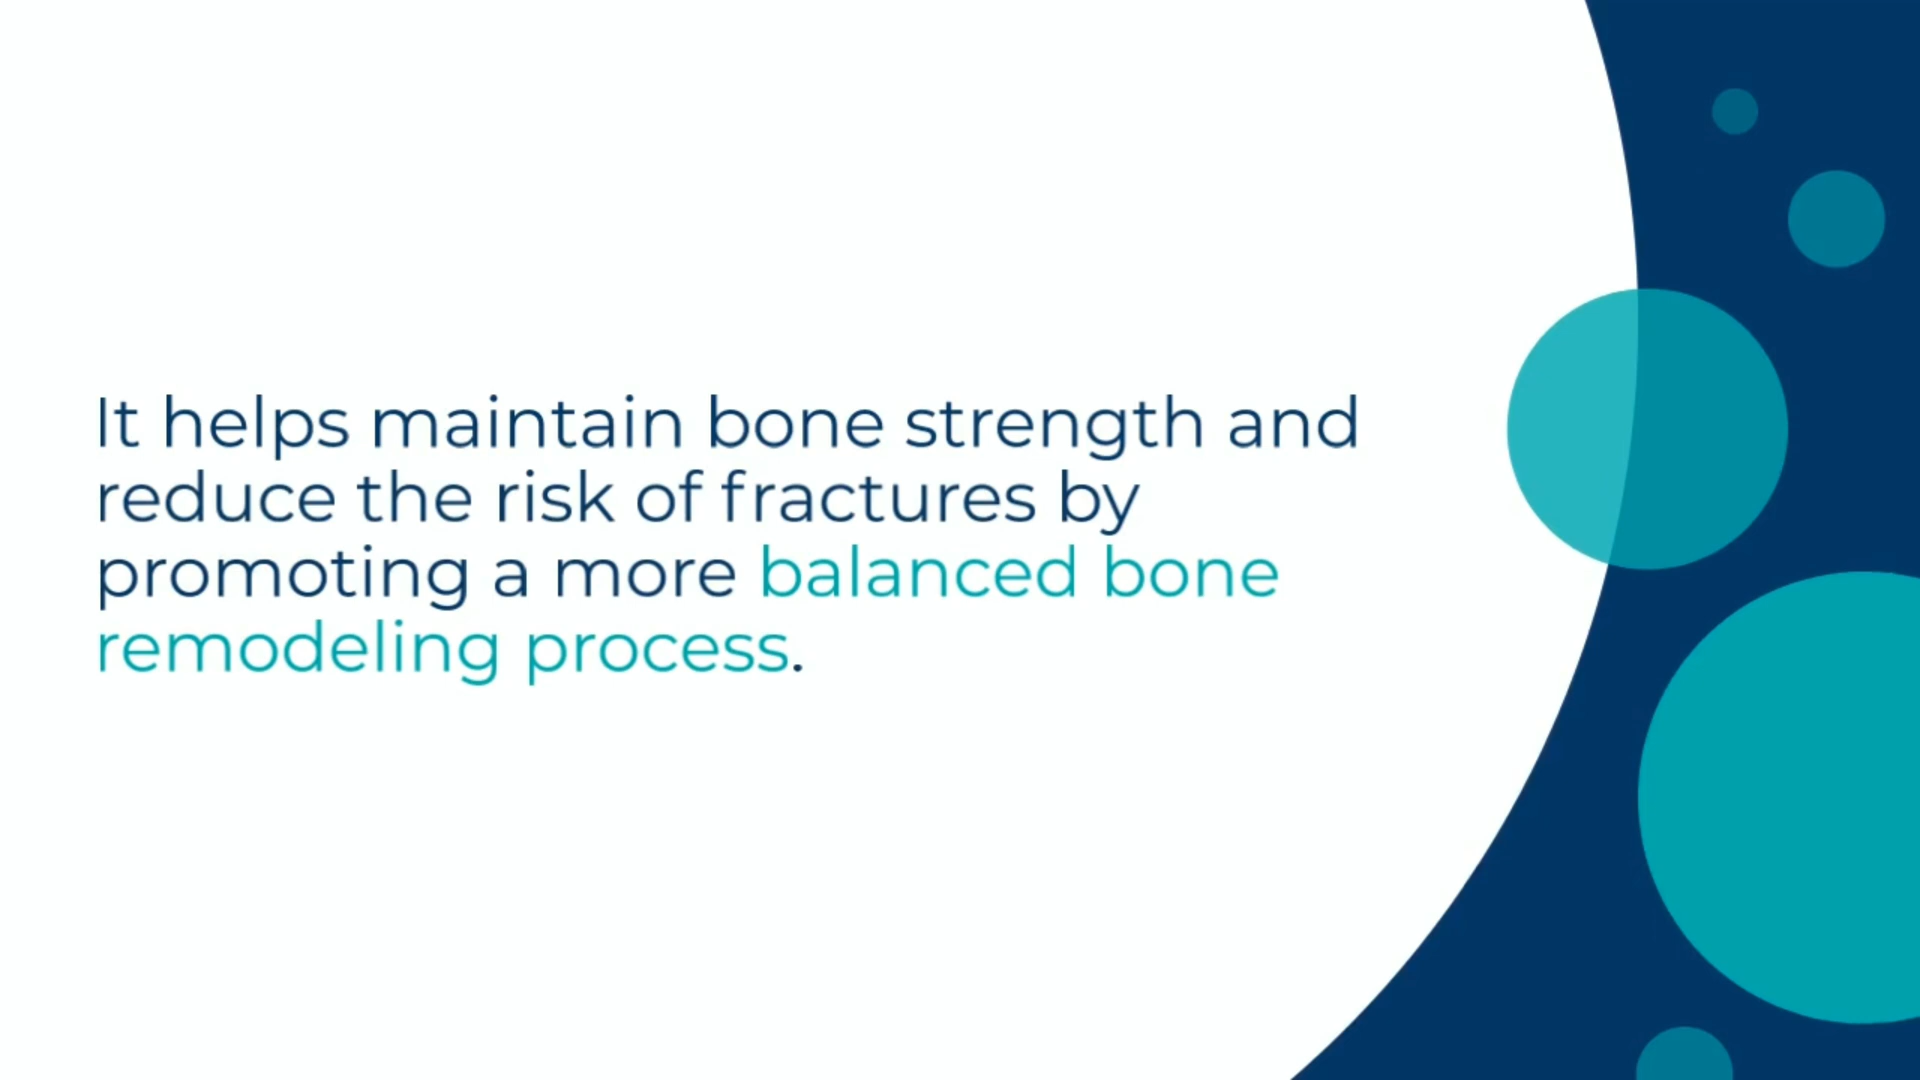 It helps maintain bone strength and
reduce the risk of fractures by
promoting a more balanced bone
remodeling process.